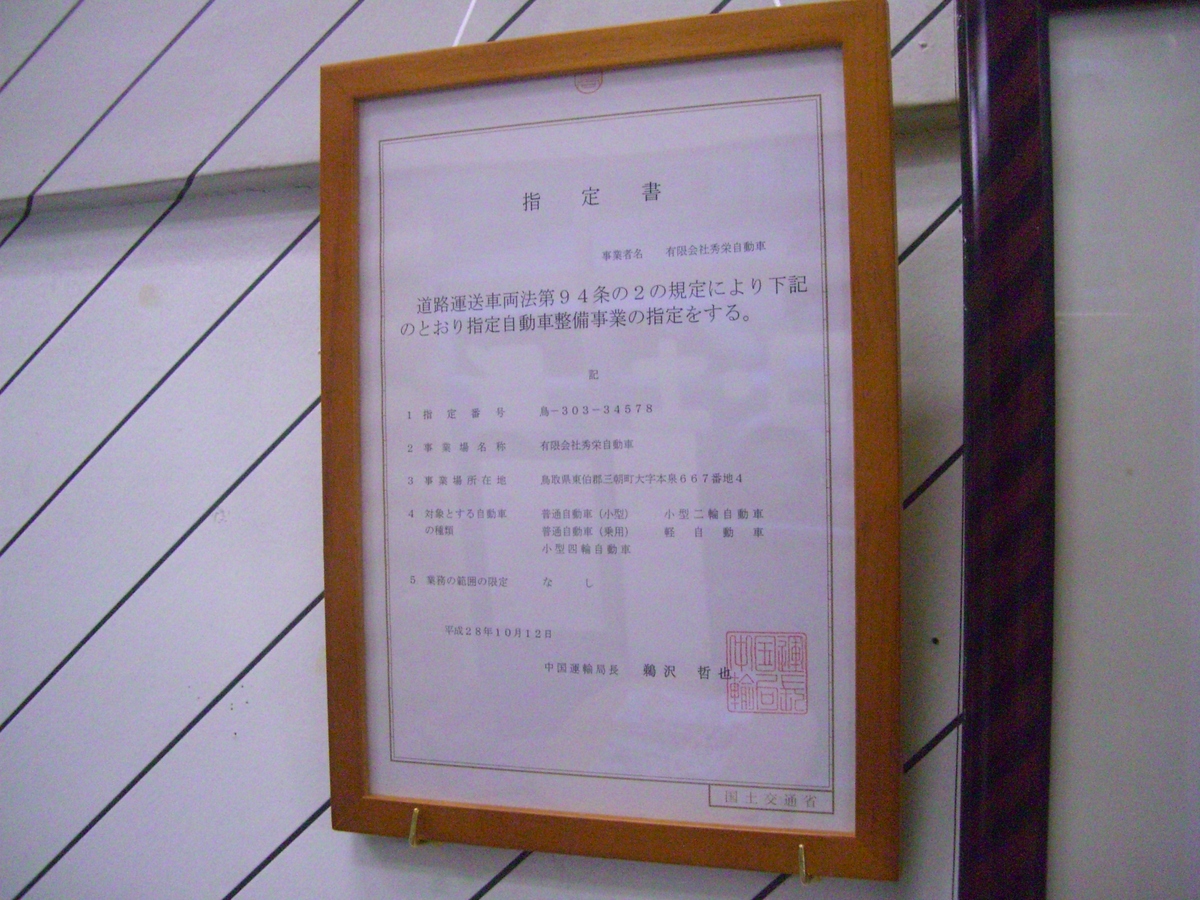 指定書
事業者名 有限会社秀栄自動車
道路運送車両法第94条の2の規定により下記
のとおり指定自動車整備事業の指定をする。
記
1 指定番号 鳥-303-34578
2 事業場名称 有限会社秀栄自動車
3 事業場所在地 鳥取県東伯郡三朝町大字本泉667番地4
4 対象とする自動車 普通自動車(小型) 小型二輪自動車
の種類 普通自動車(乗用) 軽自動車
小型四輪自動車
5 業務の範囲の限定 なし
平成28年10月12日
中国運輸局長 鵜沢 哲也
中国運輸局長
国土交通省